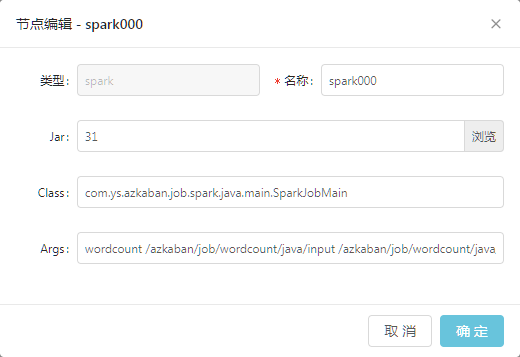 节点编辑 - spark000 ×
类型: spark * 名称: spark000
Jar: 31 浏览
Class: com.ys.azkaban.job.spark.java.main.SparkJobMain
Args: wordcount /azkaban/job/wordcount/java/input /azkaban/job/wordcount/java,
取 消 确 定